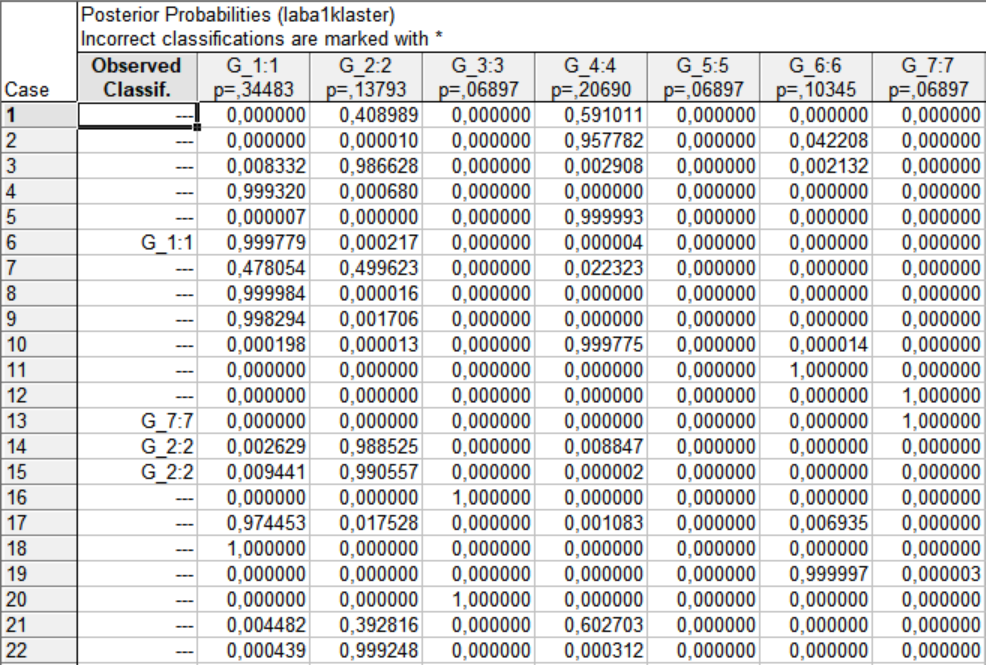 Posterior Probabilities (laba1klaster)
Incorrect classifications are marked with *
Case Observed Classif. G_1:1 p=,34483 G_2:2 p=,13793 G_3:3 p=,06897 G_4:4 p=,20690 G_5:5 p=,06897 G_6:6 p=,10345 G_7:7 p=,06897
1 --- 0,000000 0,408989 0,000000 0,591011 0,000000 0,000000 0,000000
2 --- 0,000000 0,000010 0,000000 0,957782 0,000000 0,042208 0,000000
3 --- 0,008332 0,986628 0,000000 0,002908 0,000000 0,002132 0,000000
4 --- 0,999320 0,000680 0,000000 0,000000 0,000000 0,000000 0,000000
5 --- 0,000007 0,000000 0,000000 0,999993 0,000000 0,000000 0,000000
6 G_1:1 0,999779 0,000217 0,000000 0,000004 0,000000 0,000000 0,000000
7 --- 0,478054 0,499623 0,000000 0,022323 0,000000 0,000000 0,000000
8 --- 0,999984 0,000016 0,000000 0,000000 0,000000 0,000000 0,000000
9 --- 0,998294 0,001706 0,000000 0,000000 0,000000 0,000000 0,000000
10 --- 0,000198 0,000013 0,000000 0,999775 0,000000 0,000014 0,000000
11 --- 0,000000 0,000000 0,000000 0,000000 0,000000 1,000000 0,000000
12 --- 0,000000 0,000000 0,000000 0,000000 0,000000 0,000000 1,000000
13 G_7:7 0,000000 0,000000 0,000000 0,000000 0,000000 0,000000 1,000000
14 G_2:2 0,002629 0,988525 0,000000 0,008847 0,000000 0,000000 0,000000
15 G_2:2 0,009441 0,990557 0,000000 0,000002 0,000000 0,000000 0,000000
16 --- 0,000000 0,000000 1,000000 0,000000 0,000000 0,000000 0,000000
17 --- 0,974453 0,017528 0,000000 0,001083 0,000000 0,006935 0,000000
18 --- 1,000000 0,000000 0,000000 0,000000 0,000000 0,000000 0,000000
19 --- 0,000000 0,000000 0,000000 0,000000 0,000000 0,999997 0,000003
20 --- 0,000000 0,000000 1,000000 0,000000 0,000000 0,000000 0,000000
21 --- 0,004482 0,392816 0,000000 0,602703 0,000000 0,000000 0,000000
22 --- 0,000439 0,999248 0,000000 0,000312 0,000000 0,000000 0,000000